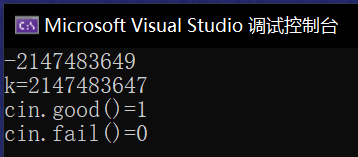 Microsoft Visual Studio 调试控制台
-2147483649
k=2147483647
cin.good()=1
cin.fail()=0